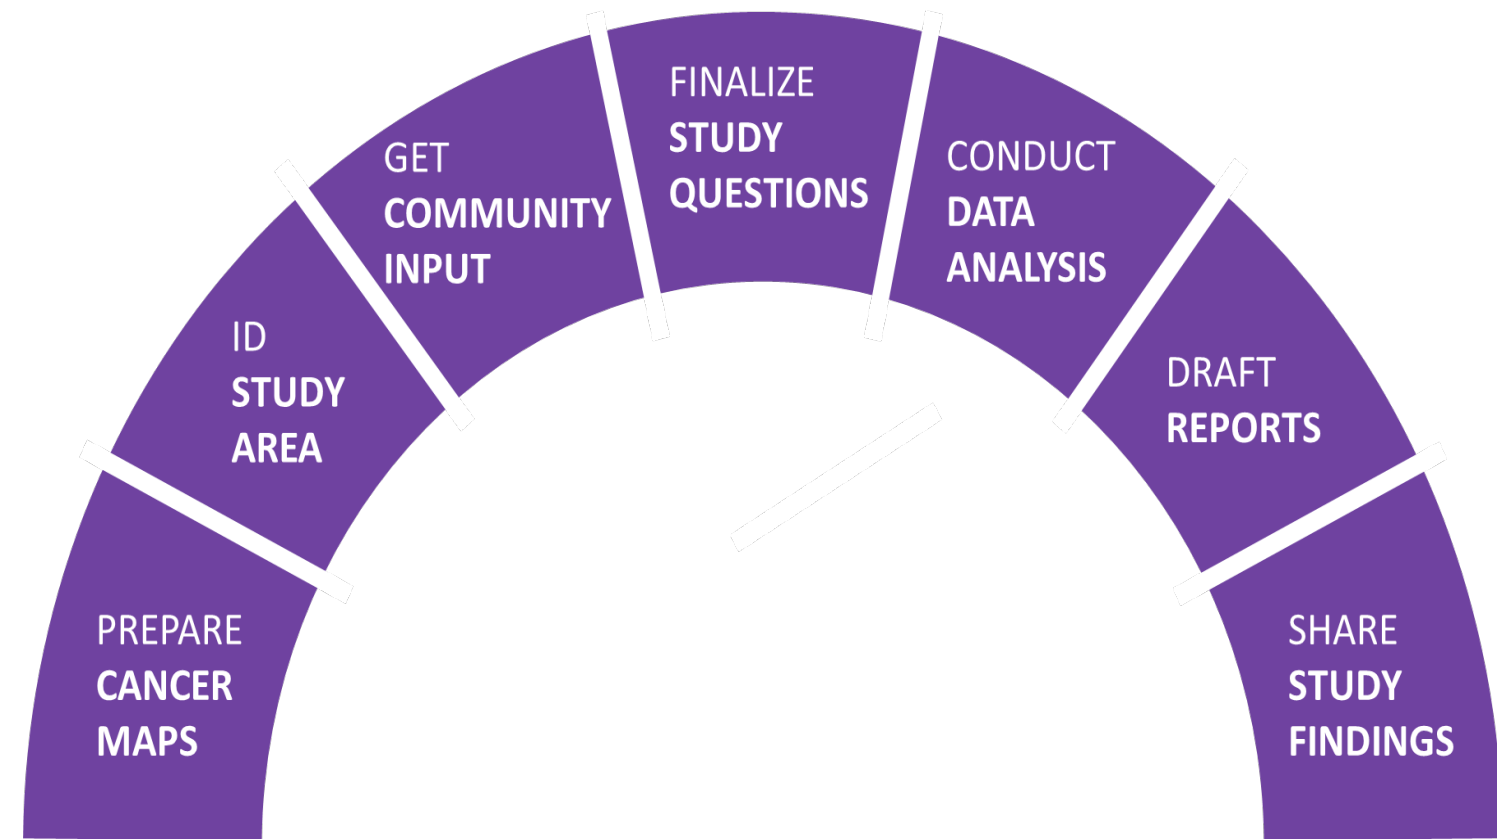 PREPARE
CANCER
MAPS
ID
STUDY
AREA
GET
COMMUNITY
INPUT
FINALIZE
STUDY
QUESTIONS
CONDUCT
DATA
ANALYSIS
DRAFT
REPORTS
SHARE
STUDY
FINDINGS